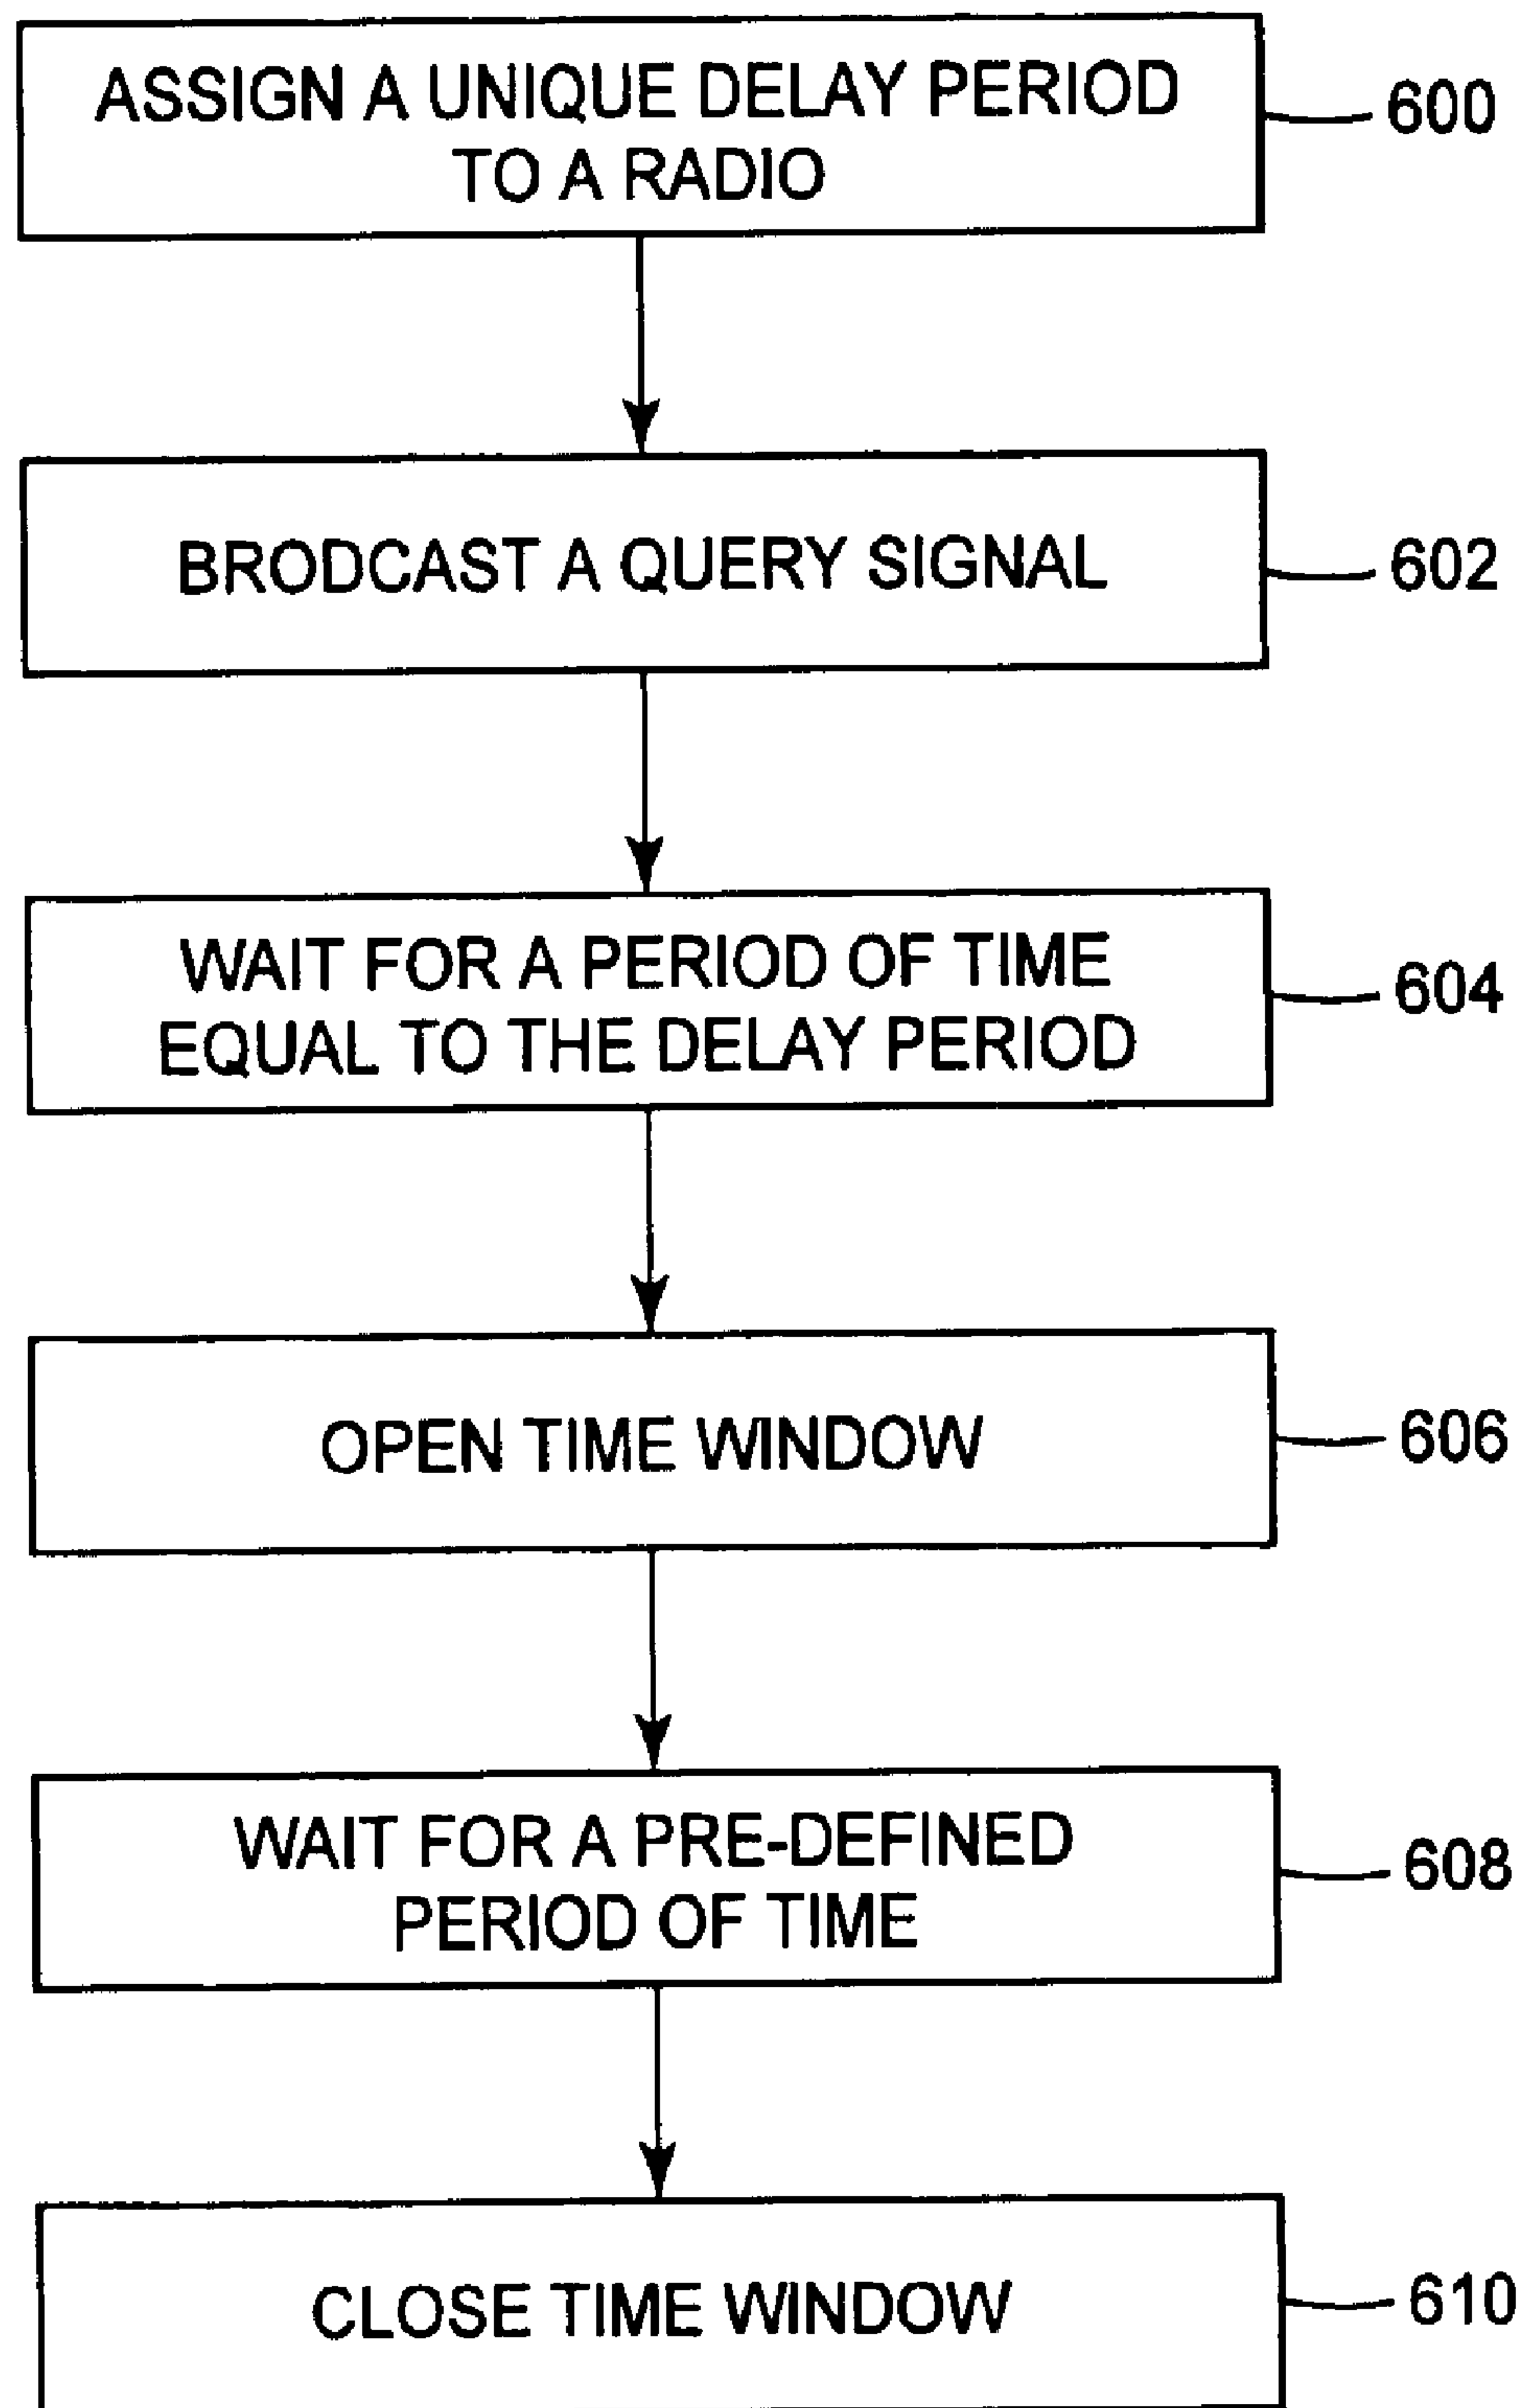 ASSIGN A UNIQUE DELAY PERIOD
TO A RADIO
600
BRODCAST A QUERY SIGNAL
602
WAIT FOR A PERIOD OF TIME
EQUAL TO THE DELAY PERIOD
604
OPEN TIME WINDOW
606
WAIT FOR A PRE-DEFINED
PERIOD OF TIME
608
CLOSE TIME WINDOW
610